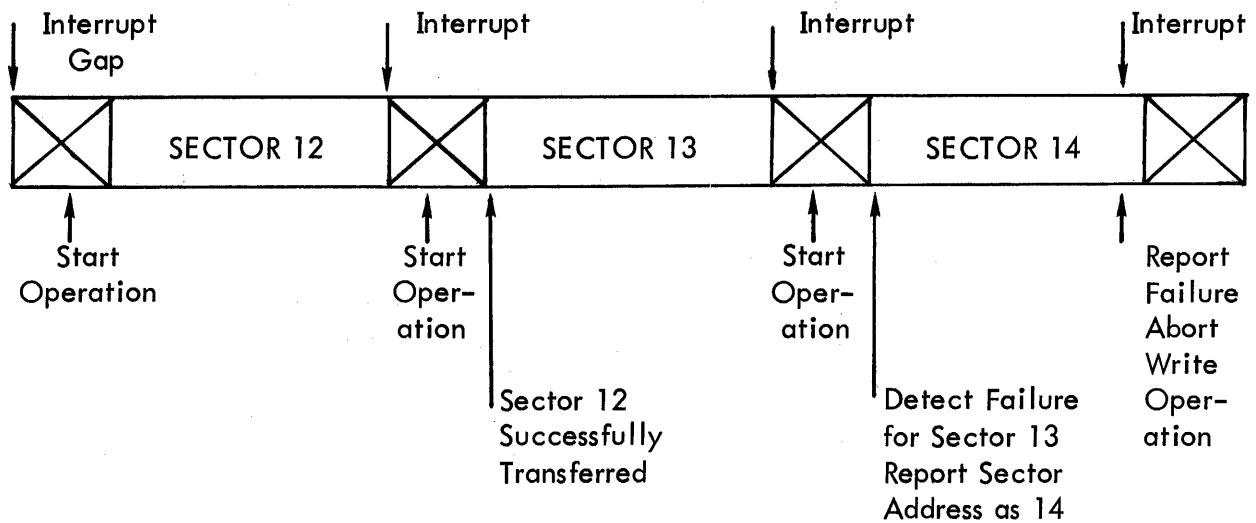 Interrupt
Gap
Interrupt
Interrupt
Interrupt
SECTOR 12
SECTOR 13
SECTOR 14
Start
Operation
Start
Oper-
ation
Sector 12
Successfully
Transferred
Start
Oper-
ation
Detect Failure
for Sector 13
Report Sector
Address as 14
Report
Failure
Abort
Write
Oper-
ation